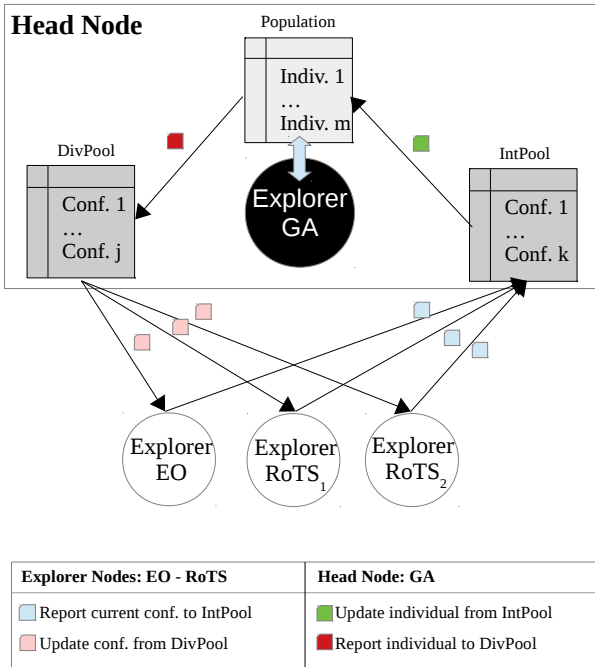 Head Node
Population
Indiv. 1
...
Indiv. m
DivPool
Conf. 1
...
Conf. j
Explorer
GA
IntPool
Conf. 1
...
Conf. k
Explorer
EO
Explorer
RoTS1
Explorer
RoTS2
Explorer Nodes: EO - RoTS
Head Node: GA
Report current conf. to IntPool
Update individual from IntPool
Update conf. from DivPool
Report individual to DivPool